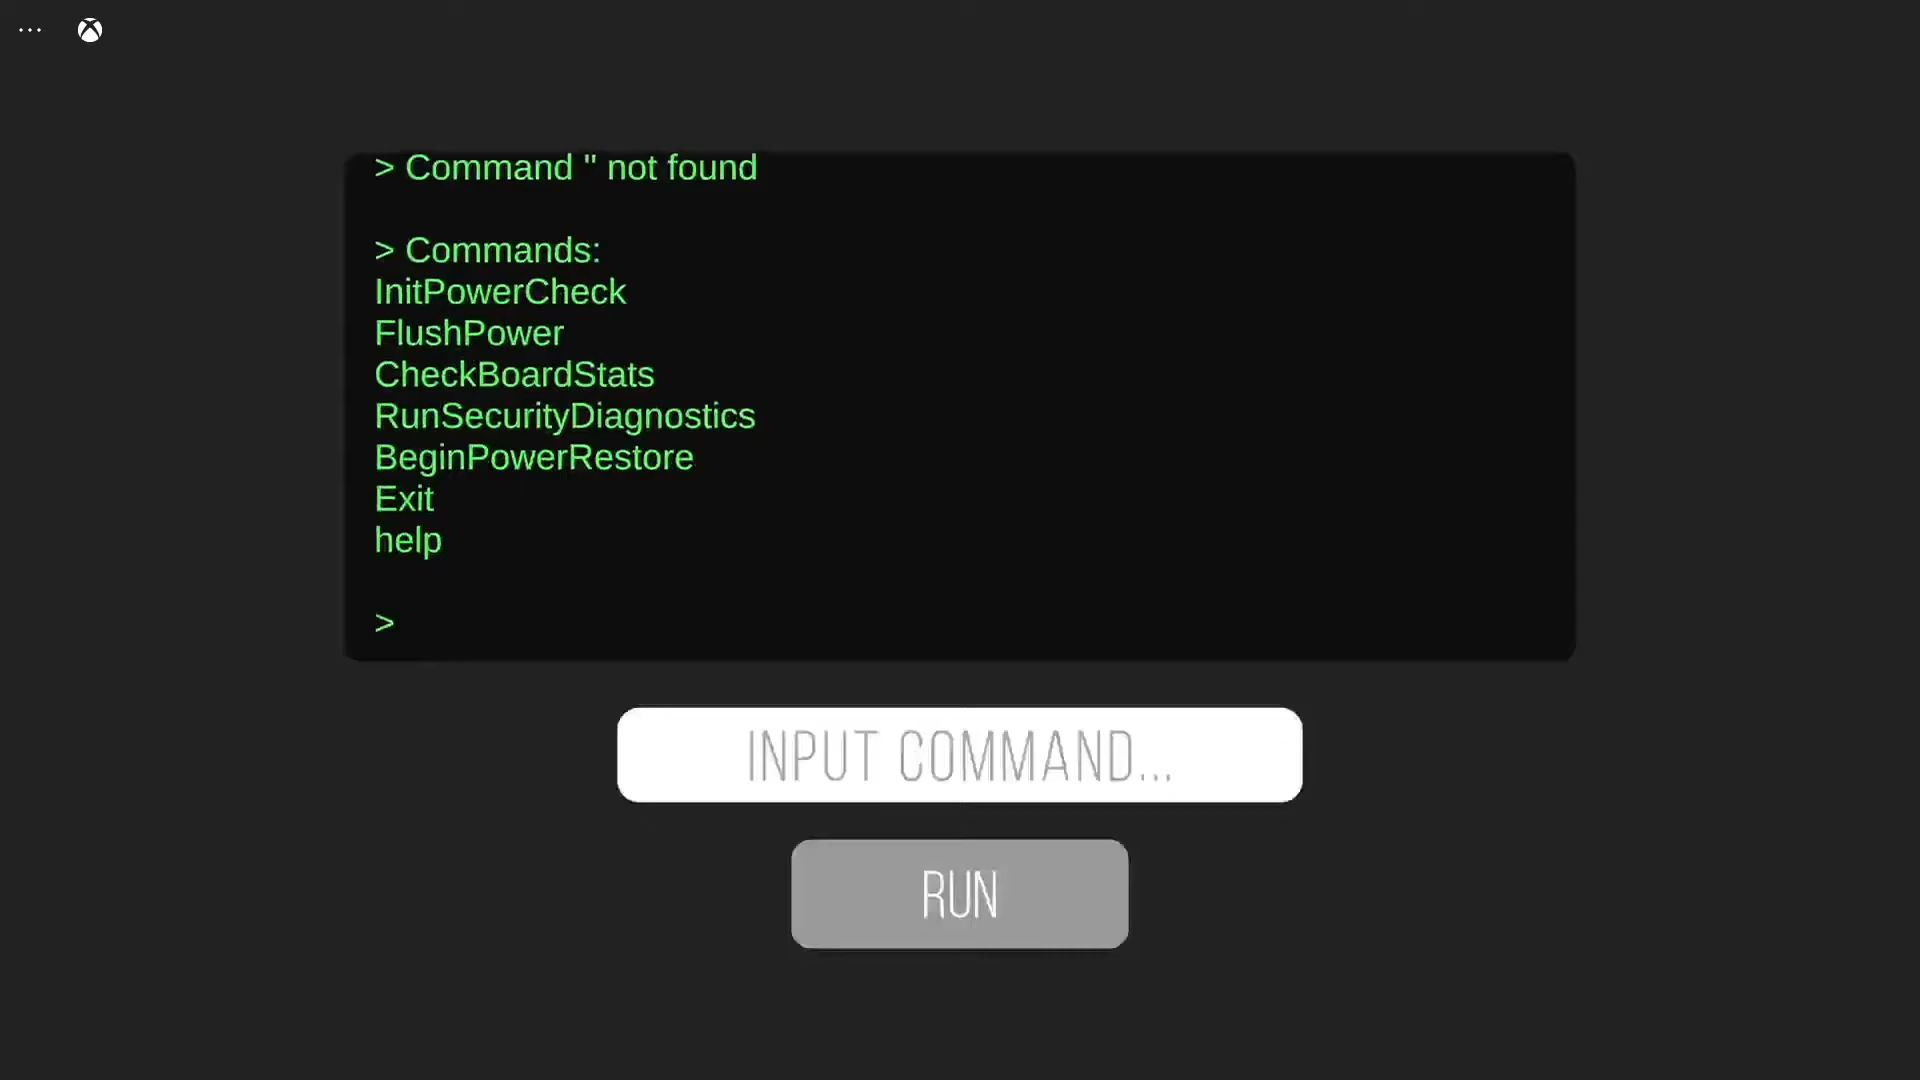 > Command '' not found
> Commands:
InitPowerCheck
FlushPower
CheckBoardStats
RunSecurityDiagnostics
BeginPowerRestore
Exit
help
>
INPUT COMMAND...
RUN